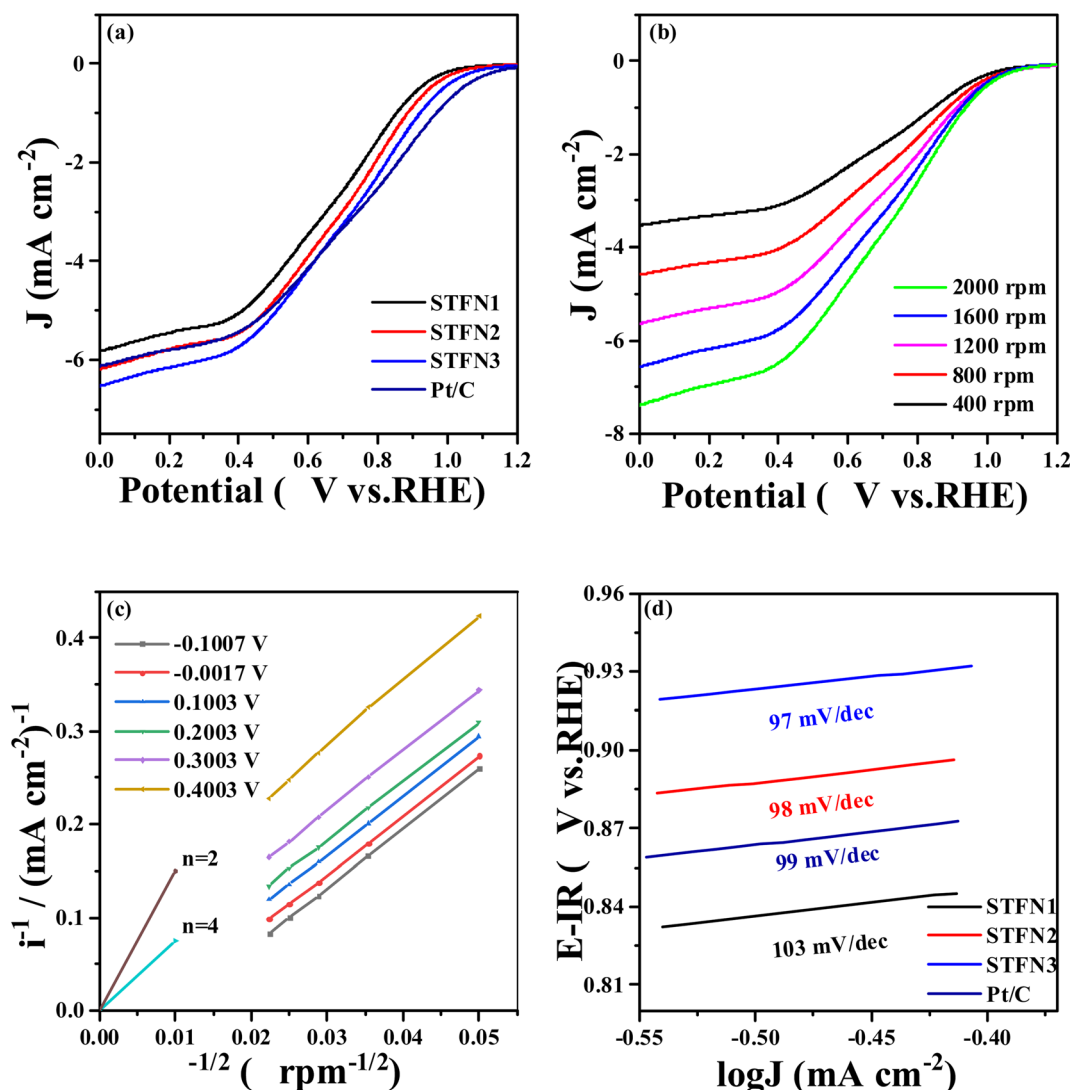 (a)
0
-2
-4
-6
J (mA cm⁻²)
STFN1
STFN2
STFN3
Pt/C
0.0 0.2 0.4 0.6 0.8 1.0 1.2
Potential ( V vs.RHE)
(b)
0
-2
-4
-6
-8
J (mA cm⁻²)
2000 rpm
1600 rpm
1200 rpm
800 rpm
400 rpm
0.0 0.2 0.4 0.6 0.8 1.0 1.2
Potential ( V vs.RHE)
(c)
0.4
0.3
0.2
0.1
0.0
i⁻¹ / (mA cm⁻²)⁻¹
-0.1007 V
-0.0017 V
0.1003 V
0.2003 V
0.3003 V
0.4003 V
n=2
n=4
0.00 0.01 0.02 0.03 0.04 0.05
⁻¹/² ( rpm⁻¹/²)
(d)
0.96
0.93
0.90
0.87
0.84
0.81
E-IR ( V vs.RHE)
97 mV/dec
98 mV/dec
99 mV/dec
103 mV/dec
STFN1
STFN2
STFN3
Pt/C
-0.55 -0.50 -0.45 -0.40
logJ (mA cm⁻²)